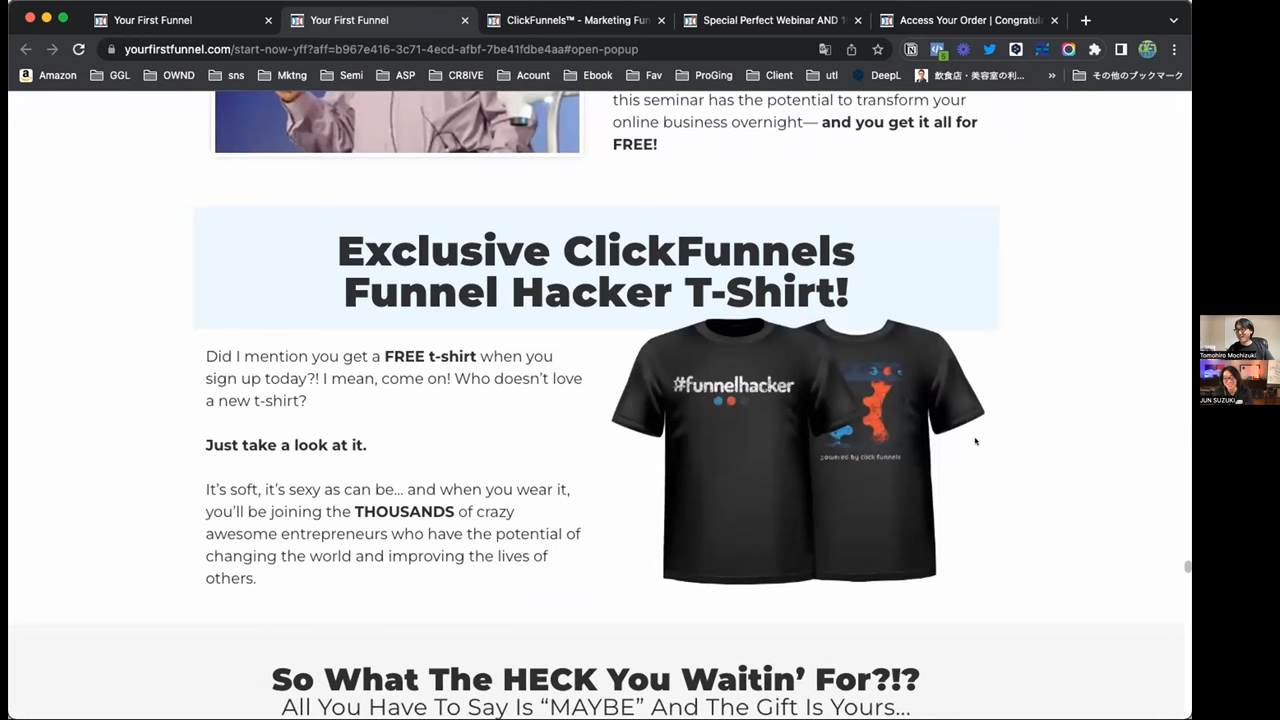 Your First Funnel
Your First Funnel
ClickFunnels™ - Marketing Fun
Special Perfect Webinar AND 1
Access Your Order | Congratul
yourfirstfunnel.com/start-now-yff?aff=b967e416-3c71-4ecd-afbf-7be41fdbe4aa#open-popup
Amazon
GGL
OWND
sns
Mktng
Semi
ASP
CR8IVE
Acount
Ebook
Fav
ProGing
Client
utl
DeepL
飲食店・美容室の利...
»
その他のブックマーク
this seminar has the potential to transform your
online business overnight— and you get it all for
FREE!
Exclusive ClickFunnels
Funnel Hacker T-Shirt!
Did I mention you get a FREE t-shirt when you
sign up today?! I mean, come on! Who doesn't love
a new t-shirt?
Just take a look at it.
It's soft, it's sexy as can be... and when you wear it,
you'll be joining the THOUSANDS of crazy
awesome entrepreneurs who have the potential of
changing the world and improving the lives of
others.
#funnelhacker
powered by click funnels
So What The HECK You Waitin' For?!?
All You Have To Say Is “MAYBE” And The Gift Is Yours...
Tomohiro Mochizuki
JUN SUZUKI